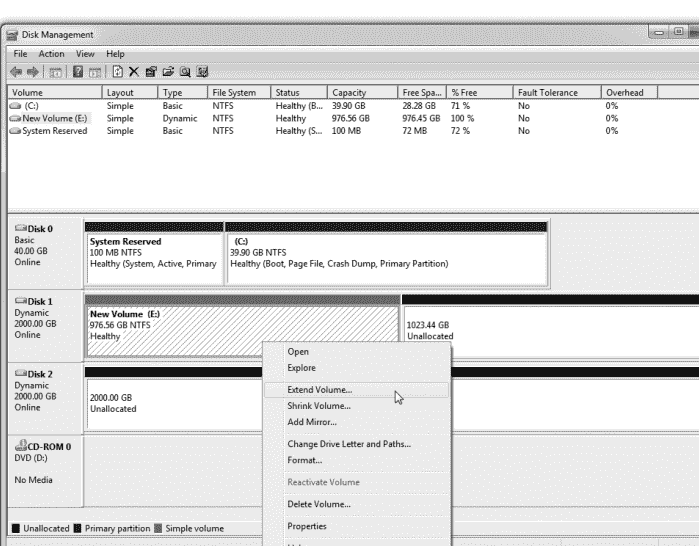 Disk Management
File Action View Help
Volume Layout Type File System Status Capacity Free Spa... % Free Fault Tolerance Overhead
(C:) Simple Basic NTFS Healthy (B... 39.90 GB 28.28 GB 71 % No 0%
New Volume (E:) Simple Dynamic NTFS Healthy 976.56 GB 976.45 GB 100 % No 0%
System Reserved Simple Basic NTFS Healthy (S... 100 MB 72 MB 72 % No 0%
Disk 0
Basic
40.00 GB
Online
System Reserved
100 MB NTFS
Healthy (System, Active, Primary
(C:)
39.90 GB NTFS
Healthy (Boot, Page File, Crash Dump, Primary Partition)
Disk 1
Dynamic
2000.00 GB
Online
New Volume (E:)
976.56 GB NTFS
Healthy
1023.44 GB
Unallocated
Disk 2
Dynamic
2000.00 GB
Online
2000.00 GB
Unallocated
CD-ROM 0
DVD (D:)
No Media
Open
Explore
Extend Volume...
Shrink Volume...
Add Mirror...
Change Drive Letter and Paths...
Format...
Reactivate Volume
Delete Volume...
Properties
Unallocated Primary partition Simple volume